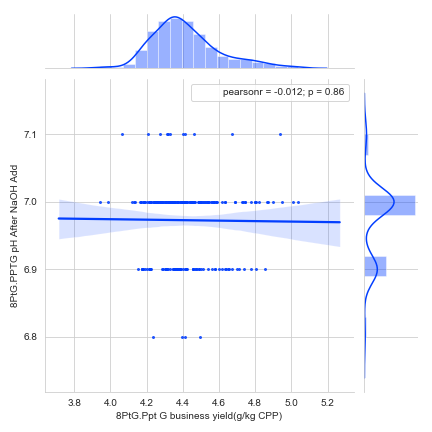 pearsonr = -0.012; p = 0.86
7.1
7.0
6.9
6.8
8PtG.PPTG pH After NaOH Add
3.8 4.0 4.2 4.4 4.6 4.8 5.0 5.2
8PtG.Ppt G business yield(g/kg CPP)